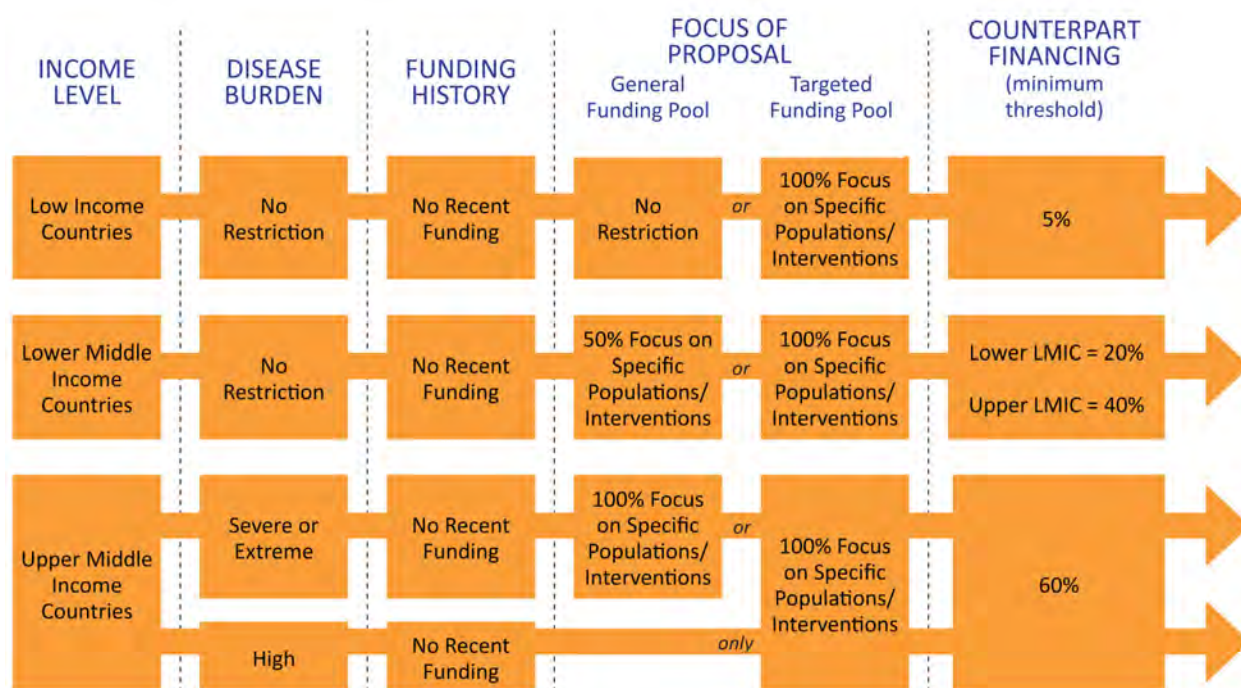 INCOME
LEVEL
DISEASE
BURDEN
FUNDING
HISTORY
FOCUS OF
PROPOSAL
General
Funding Pool
Targeted
Funding Pool
COUNTERPART
FINANCING
(minimum
threshold)
Low Income
Countries
No
Restriction
No Recent
Funding
No
Restriction
or
100% Focus
on Specific
Populations/
Interventions
5%
Lower Middle
Income
Countries
No
Restriction
No Recent
Funding
50% Focus on
Specific
Populations/
Interventions
or
100% Focus
on Specific
Populations/
Interventions
Lower LMIC = 20%
Upper LMIC = 40%
Upper Middle
Income
Countries
Severe or
Extreme
No Recent
Funding
100% Focus
on Specific
Populations/
Interventions
or
100% Focus
on Specific
Populations/
Interventions
60%
High
No Recent
Funding
only